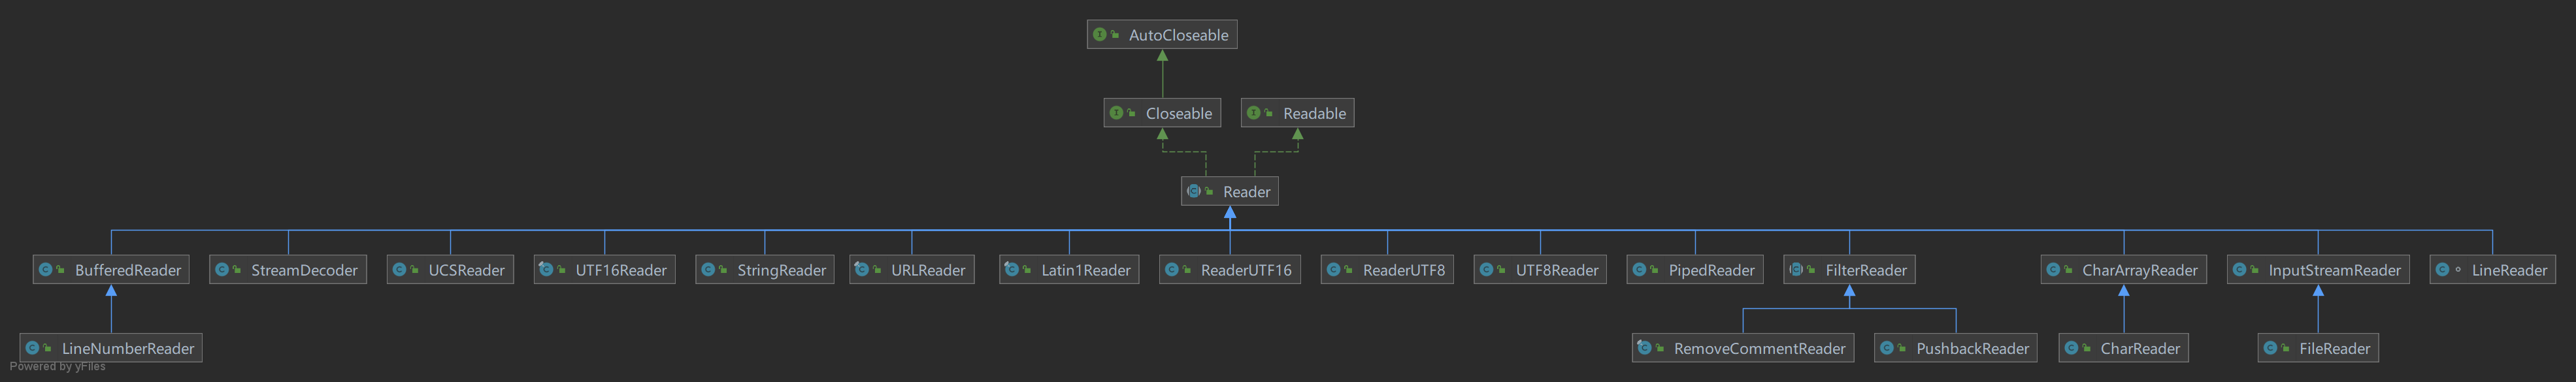 AutoCloseable
Closeable Readable
Reader
BufferedReader StreamDecoder UCSReader UTF16Reader StringReader URLReader Latin1Reader ReaderUTF16 ReaderUTF8 UTF8Reader PipedReader FilterReader CharArrayReader InputStreamReader LineReader
LineNumberReader RemoveCommentReader PushbackReader CharReader FileReader
Powered by yFiles